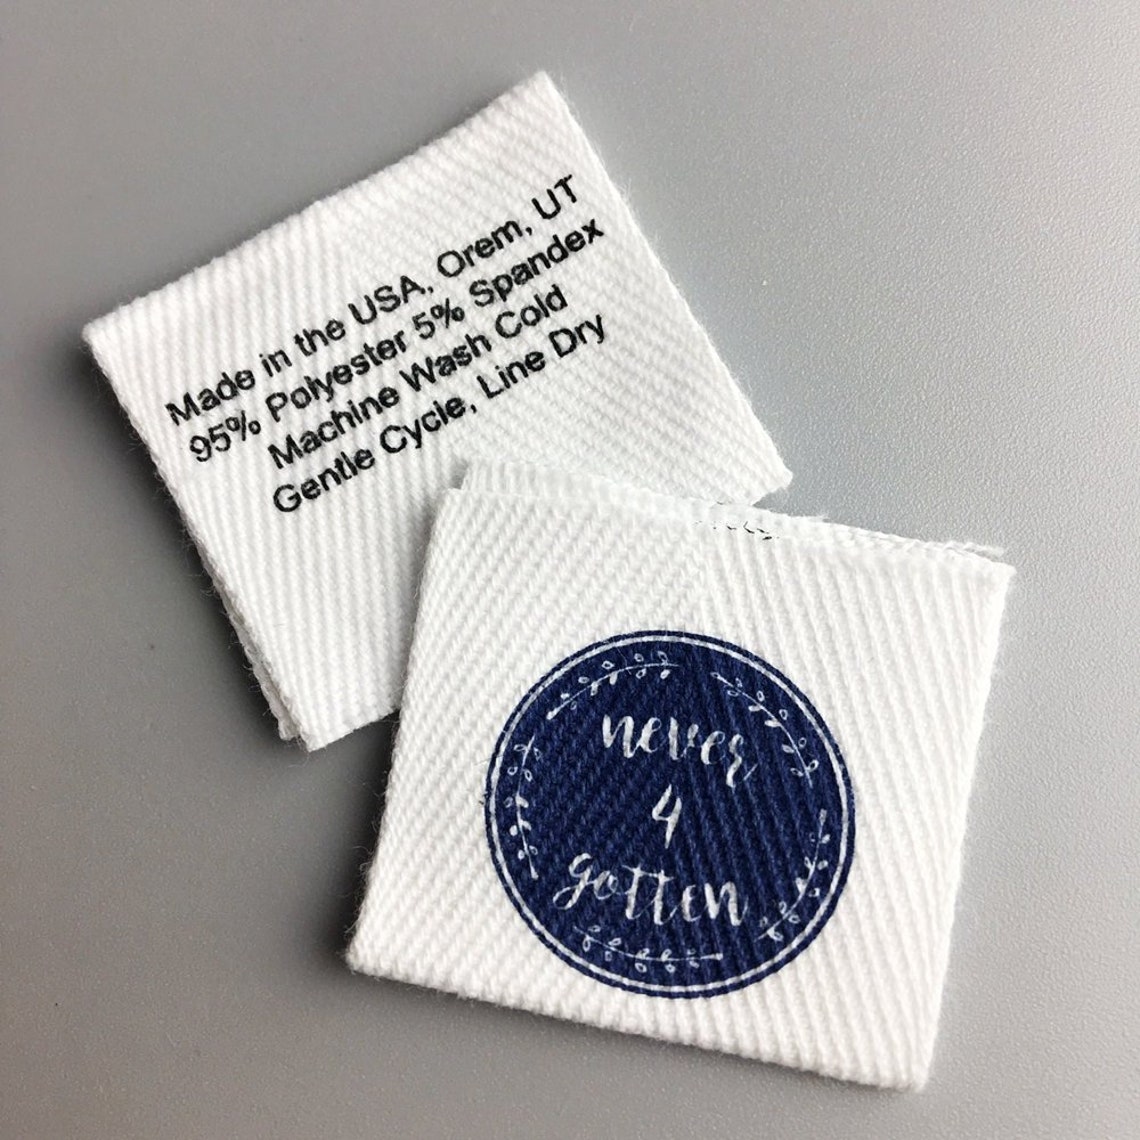 Made in the USA, Orem, UT
95% Polyester 5% Spandex
Machine Wash Cold
Gentle Cycle, Line Dry
never
4
gotten